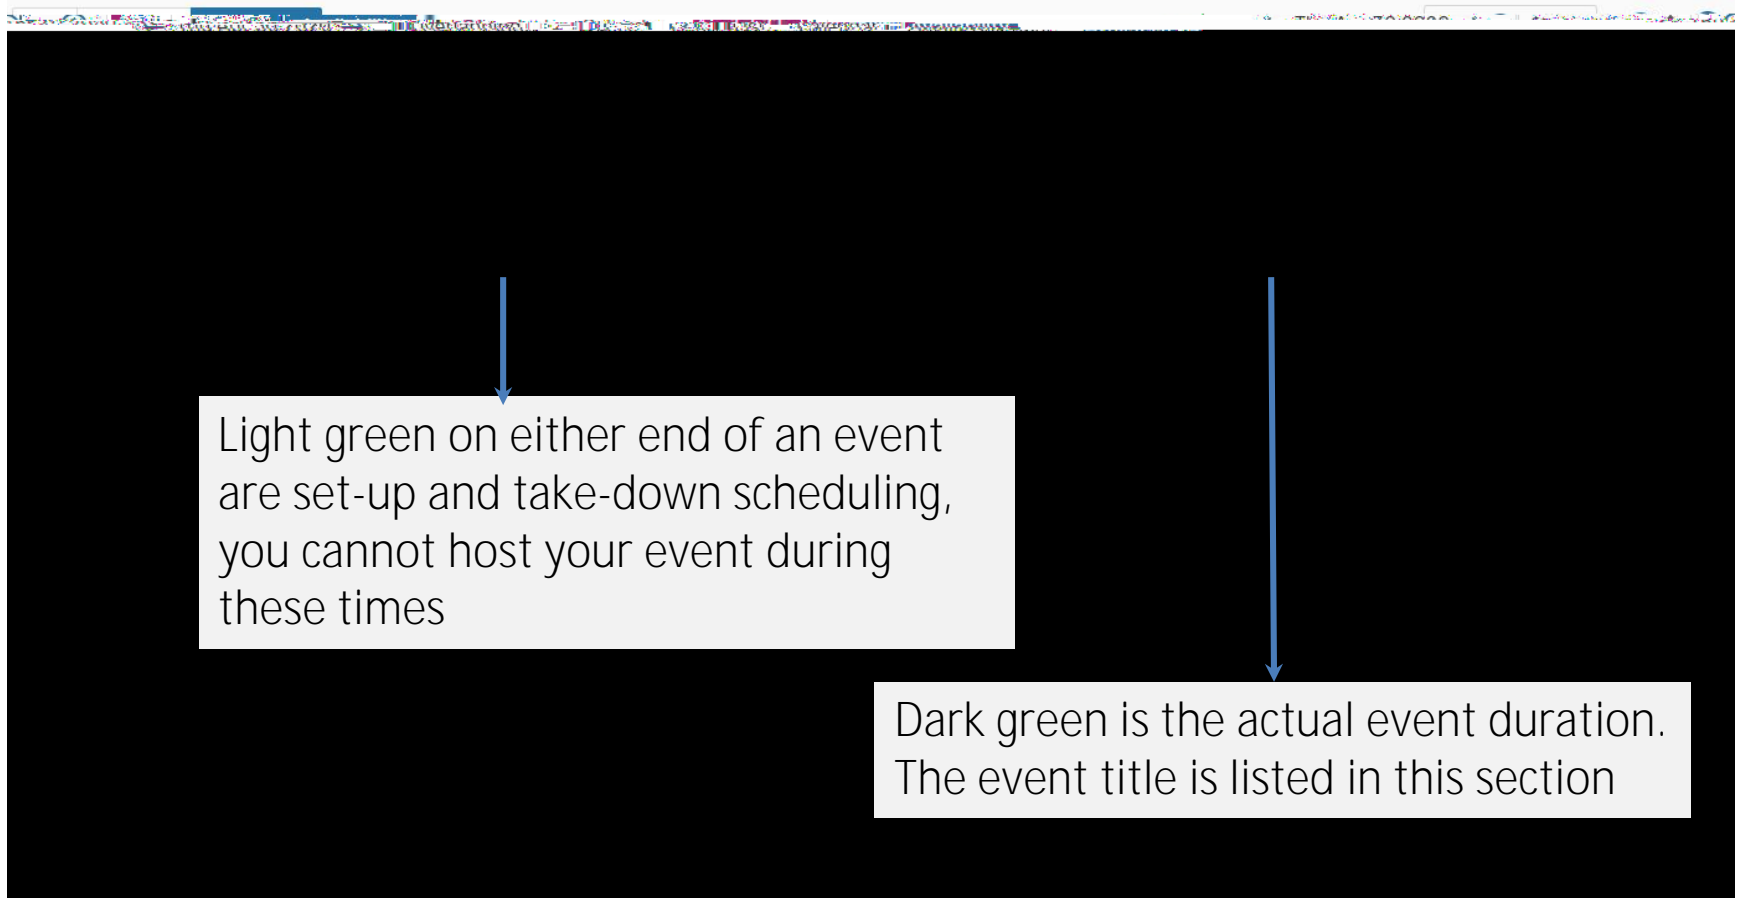 Light green on either end of an event
are set-up and take-down scheduling,
you cannot host your event during
these times
Dark green is the actual event duration.
The event title is listed in this section